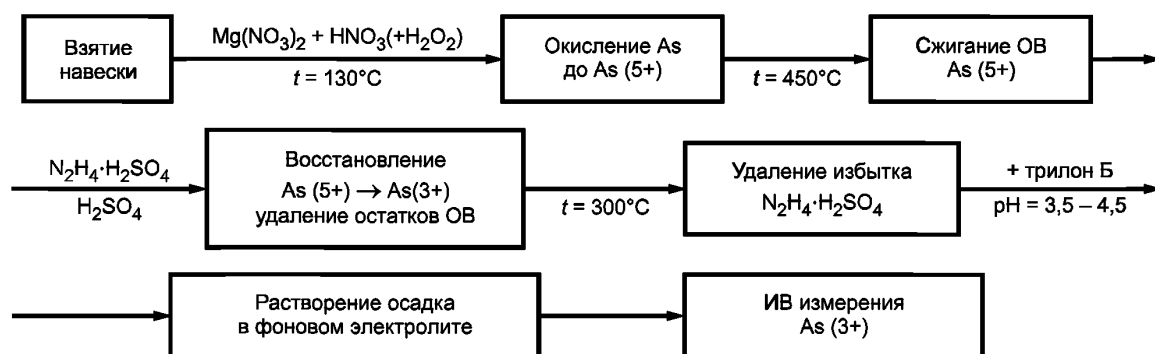 Взятие
навески
Mg(NO₃)₂ + HNO₃(+H₂O₂)
t = 130°C
Окисление As
до As (5+)
t = 450°C
Сжигание ОВ
As (5+)
N₂H₄·H₂SO₄
H₂SO₄
Восстановление
As (5+) → As(3+)
удаление остатков ОВ
t = 300°C
Удаление избытка
N₂H₄·H₂SO₄
+ трилон Б
pH = 3,5 – 4,5
Растворение осадка
в фоновом электролите
ИВ измерения
As (3+)